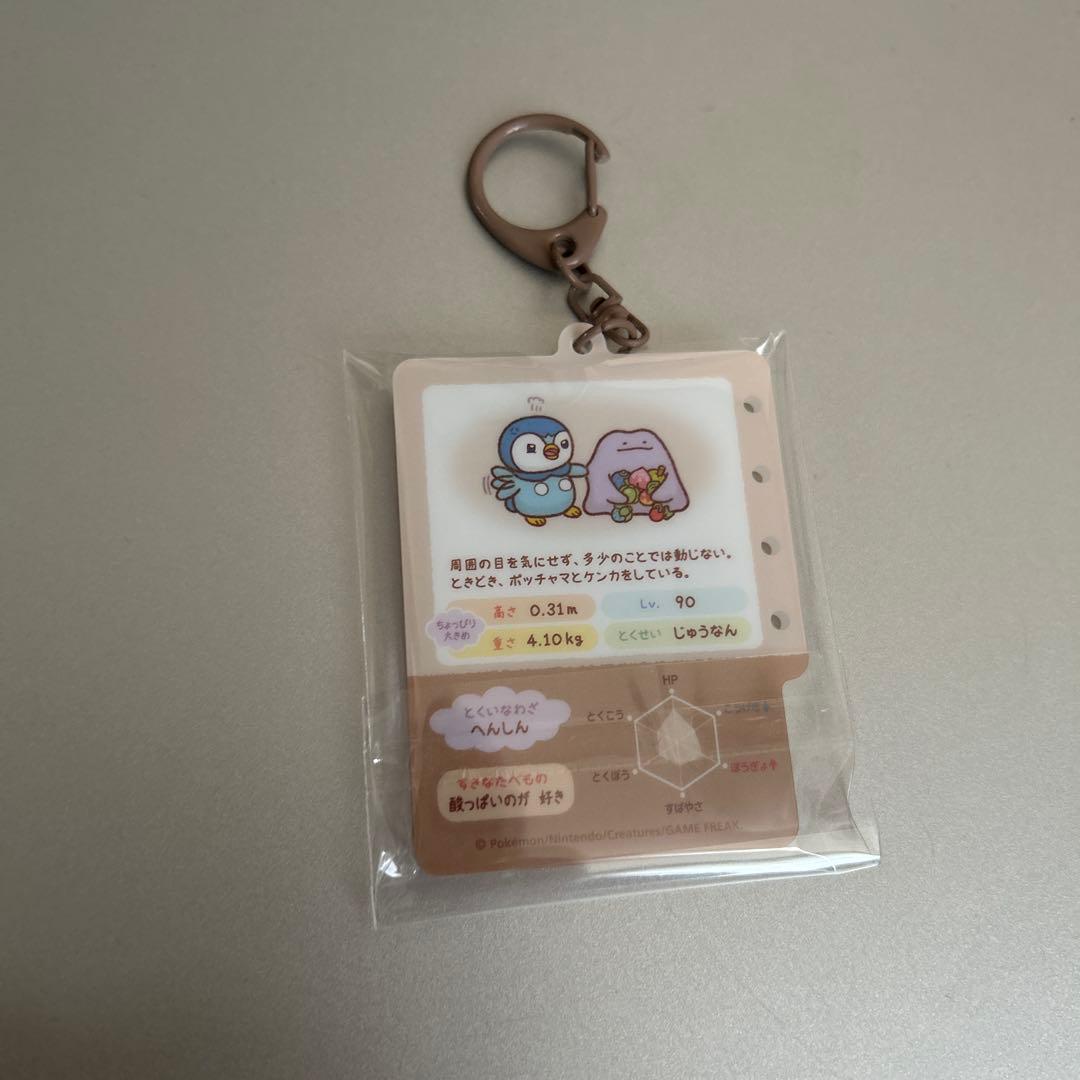 周囲の目を気にせず、多少のことでは動じない。
ときどき、ポッチャマとケンカをしている。
ちょっぴり
大きめ
高さ 0.31m
Lv. 90
重さ 4.10kg
とくせい じゅうなん
とくいなわざ
へんしん
すきなたべもの
酸っぱいのが 好き
HP
とくこう
こうげき↓
とくぼう
ぼうぎょ↑
すばやさ
© Pokémon/Nintendo/Creatures/GAME FREAK.